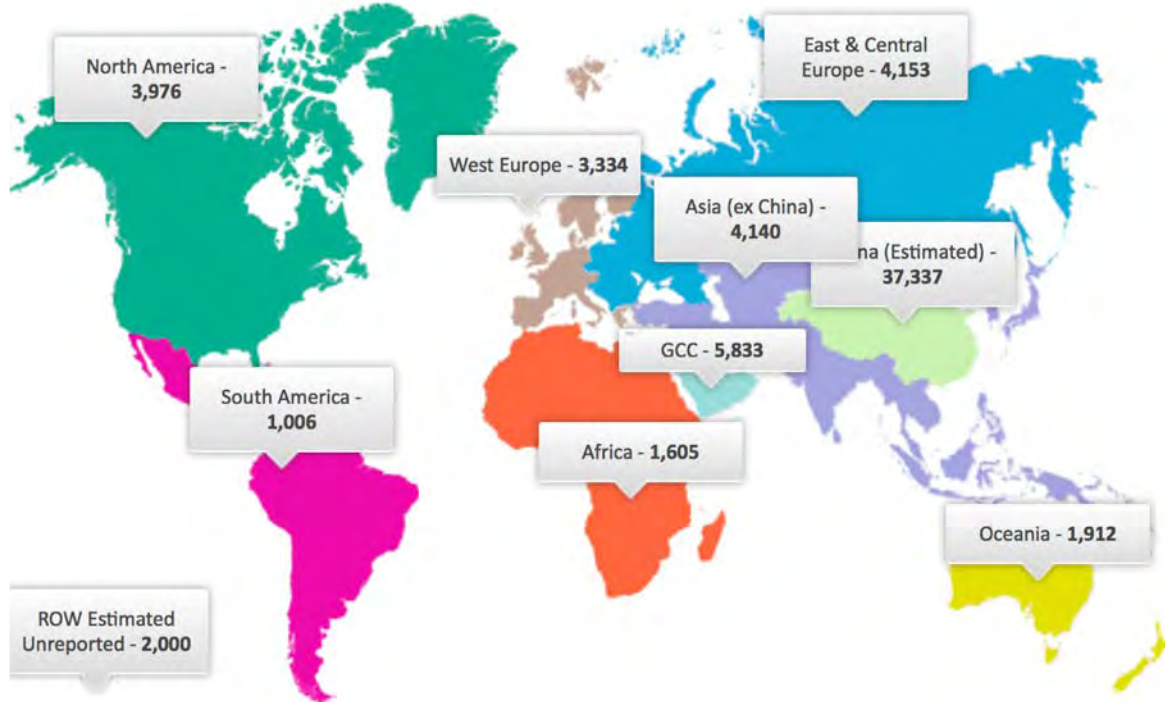 North America -
3,976
East & Central
Europe - 4,153
West Europe - 3,334
Asia (ex China) -
4,140
na (Estimated) -
37,337
GCC - 5,833
South America -
1,006
Africa - 1,605
Oceania - 1,912
ROW Estimated
Unreported - 2,000